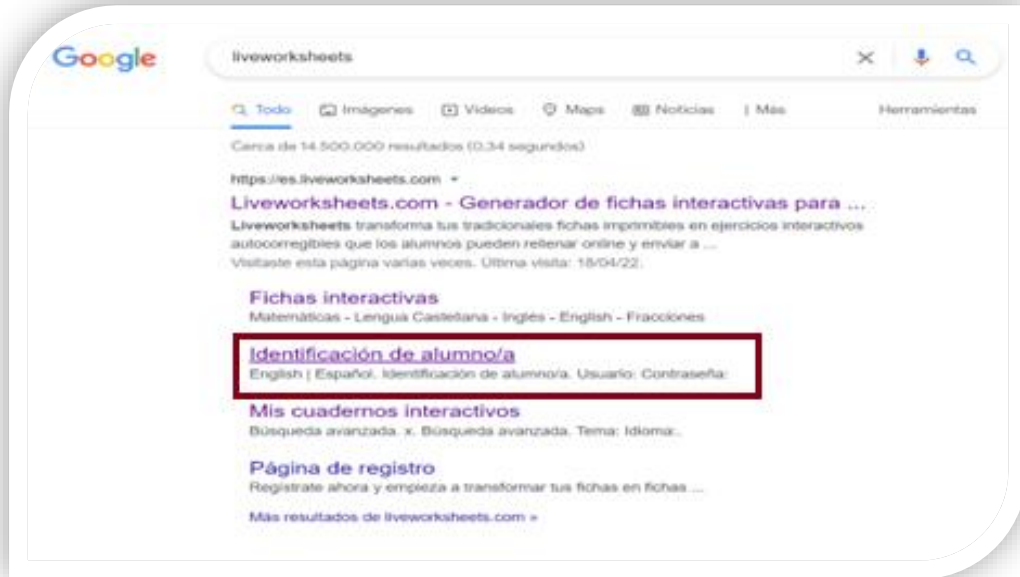 Google
liveworksheets
Todo Imágenes Videos Maps Noticias Más Herramientas
Cerca de 14.500.000 resultados (0,34 segundos)
https://es.liveworksheets.com
Liveworksheets.com - Generador de fichas interactivas para ...
Liveworksheets transforma tus tradicionales fichas imprimibles en ejercicios interactivos
autocorregibles que los alumnos pueden rellenar online y enviar a ...
Visitaste esta página varias veces. Última visita: 18/04/22.
Fichas interactivas
Matemáticas - Lengua Castellana - Inglés - English - Fracciones
Identificación de alumno/a
English | Español. Identificación de alumno/a. Usuario: Contraseña:
Mis cuadernos interactivos
Búsqueda avanzada. x. Búsqueda avanzada. Tema: Idioma:.
Página de registro
Regístrate ahora y empieza a transformar tus fichas en fichas ...
Más resultados de liveworksheets.com »